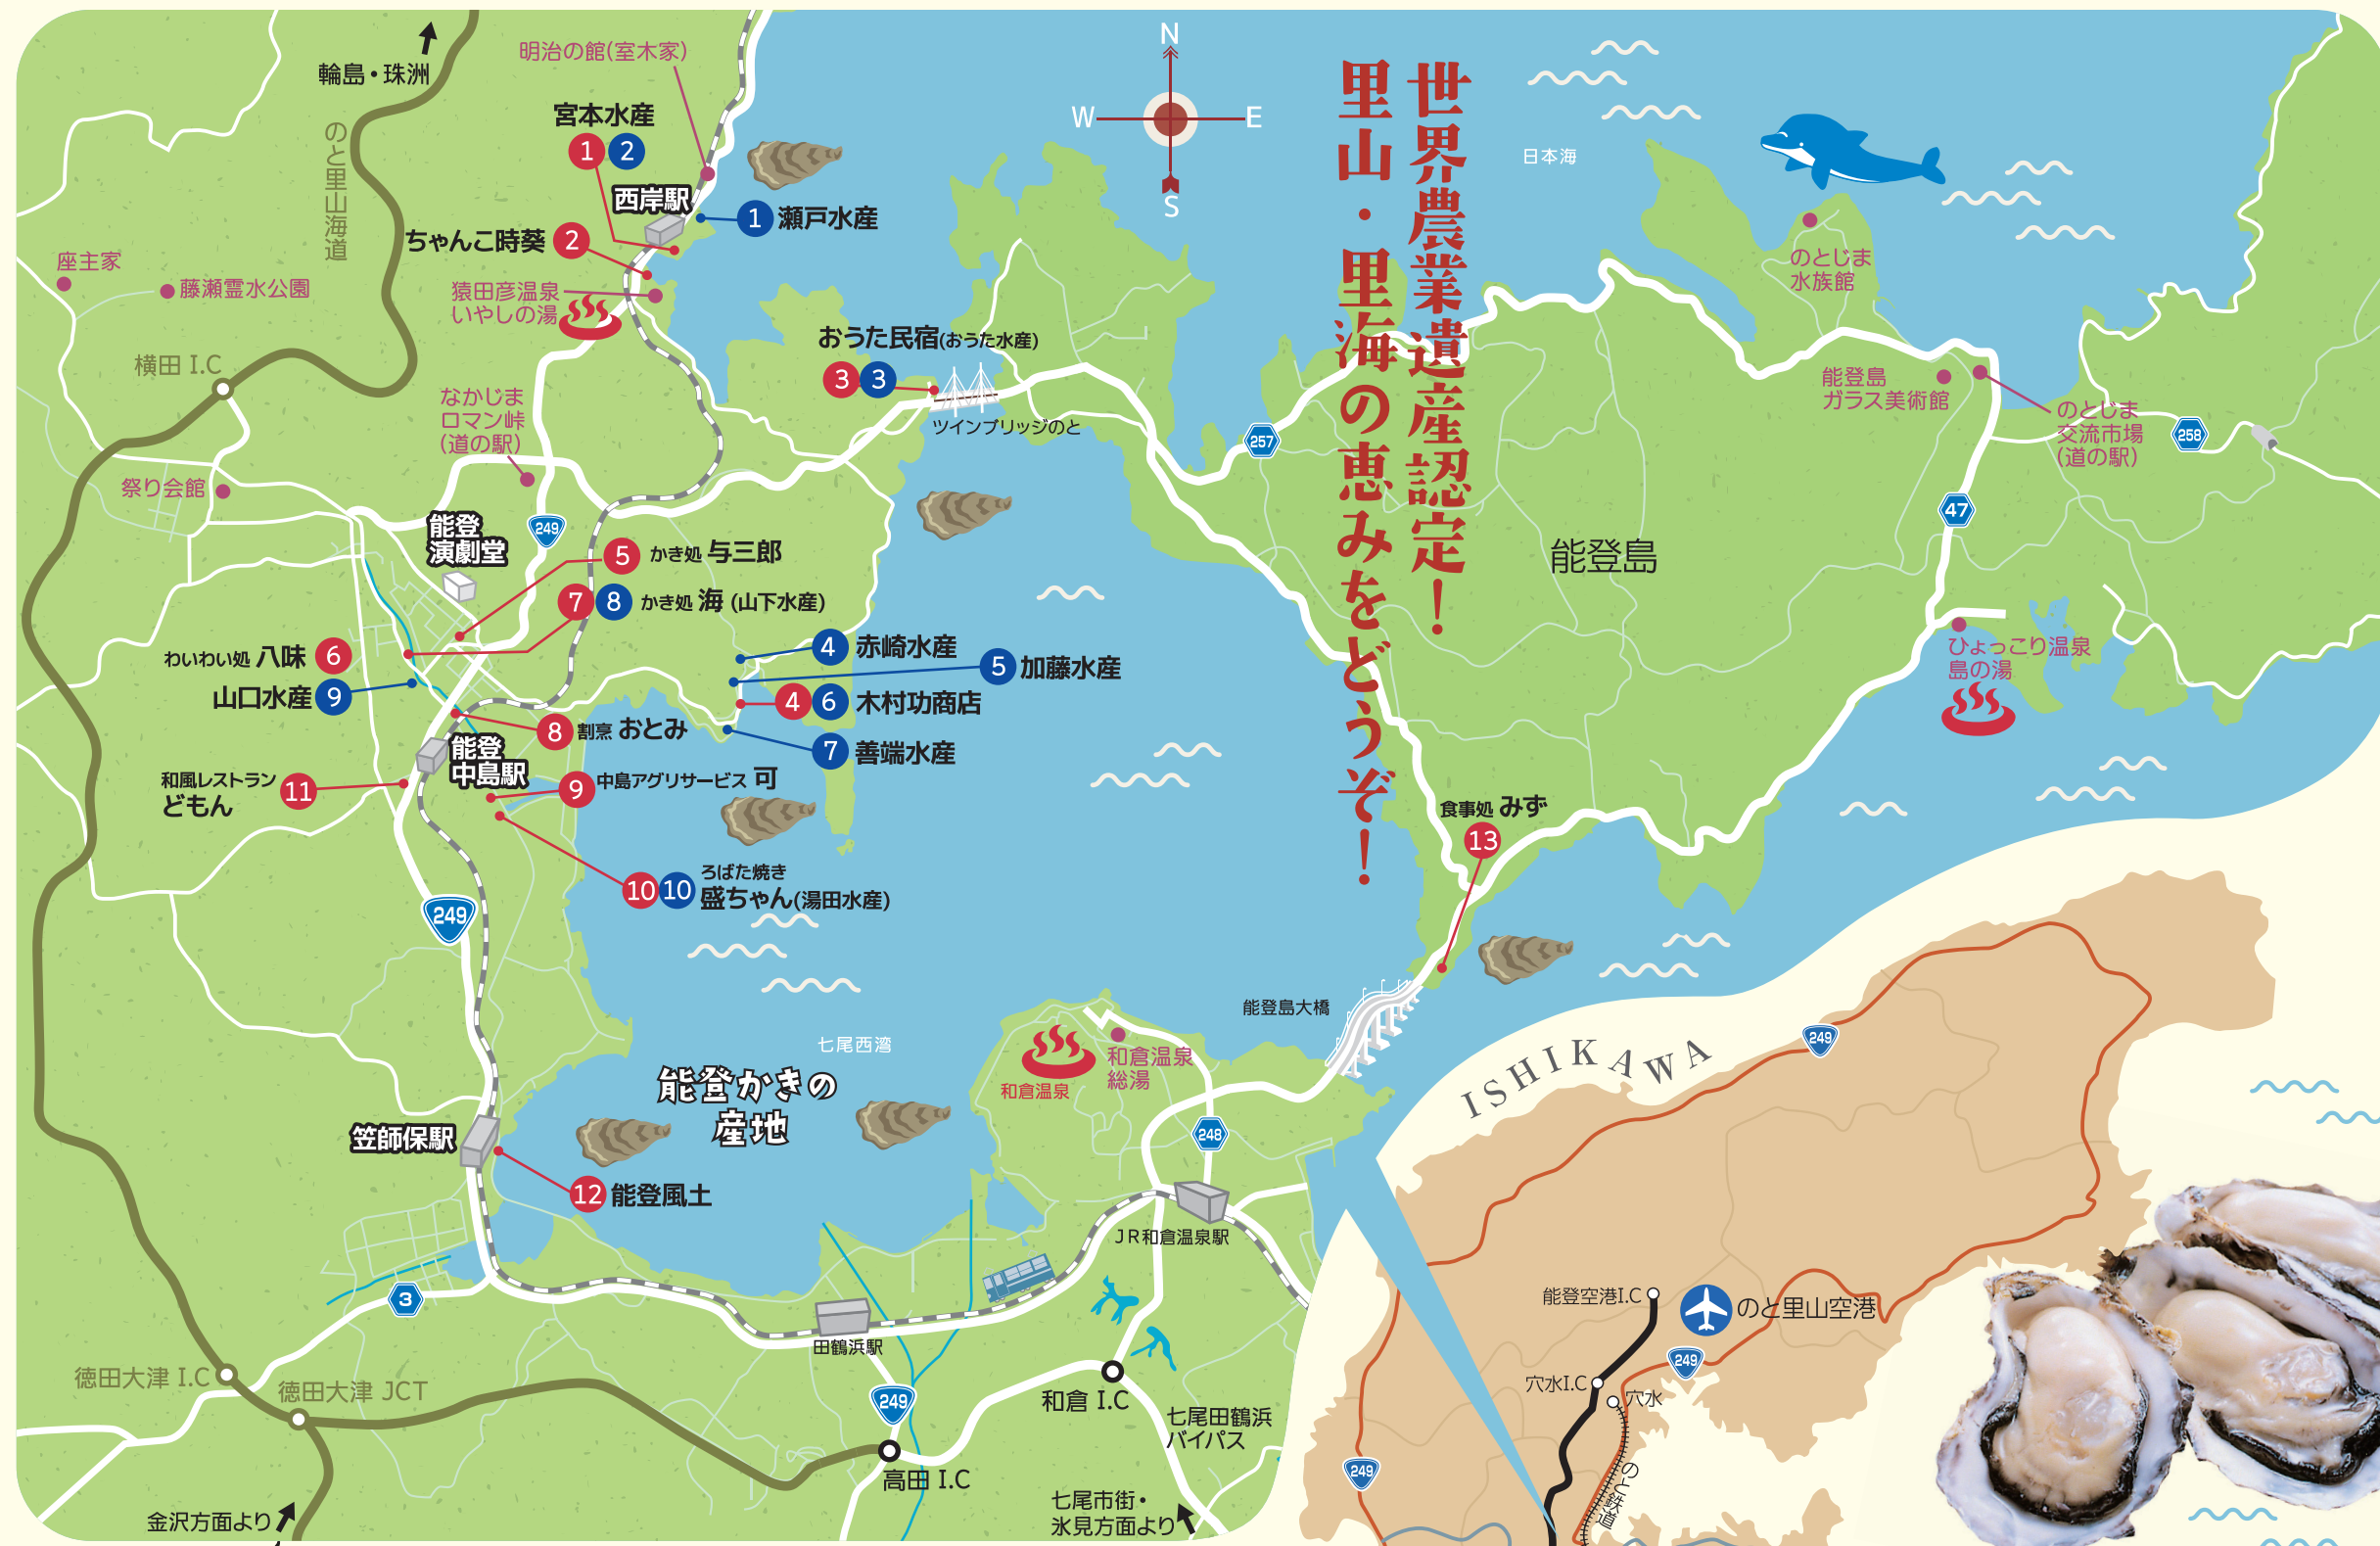 世界農業遺産認定！
里山・里海の恵みをどうぞ！
N
W
E
S
輪島・珠洲
明治の館(室木家)
のと里山海道
宮本水産
1
2
西岸駅
1
瀬戸水産
ちゃんこ時葵
2
座主家
藤瀬霊水公園
猿田彦温泉
いやしの湯
横田 I.C
おうた民宿(おうた水産)
3
3
ツインブリッジのと
なかじま
ロマン峠
(道の駅)
祭り会館
能登
演劇堂
249
5
かき処 与三郎
7
8
かき処 海 (山下水産)
わいわい処 八味
6
山口水産
9
4
赤崎水産
5
加藤水産
4
6
木村功商店
7
善端水産
8
割烹 おとみ
能登
中島駅
9
中島アグリサービス 可
和風レストラン
どもん
11
10
10
ろばた焼き
盛ちゃん(湯田水産)
249
日本海
のとじま
水族館
能登島
ガラス美術館
のとじま
交流市場
(道の駅)
258
257
47
能登島
ひょっこり温泉
島の湯
食事処 みず
13
能登島大橋
七尾西湾
能登かきの
産地
和倉温泉
和倉温泉
総湯
248
笠師保駅
12
能登風土
JR和倉温泉駅
3
田鶴浜駅
徳田大津 I.C
徳田大津 JCT
249
高田 I.C
和倉 I.C
七尾田鶴浜
バイパス
金沢方面より
七尾市街・
氷見方面より
ISHIKAWA
249
能登空港I.C
のと里山空港
249
穴水I.C
穴水
のと鉄道
249